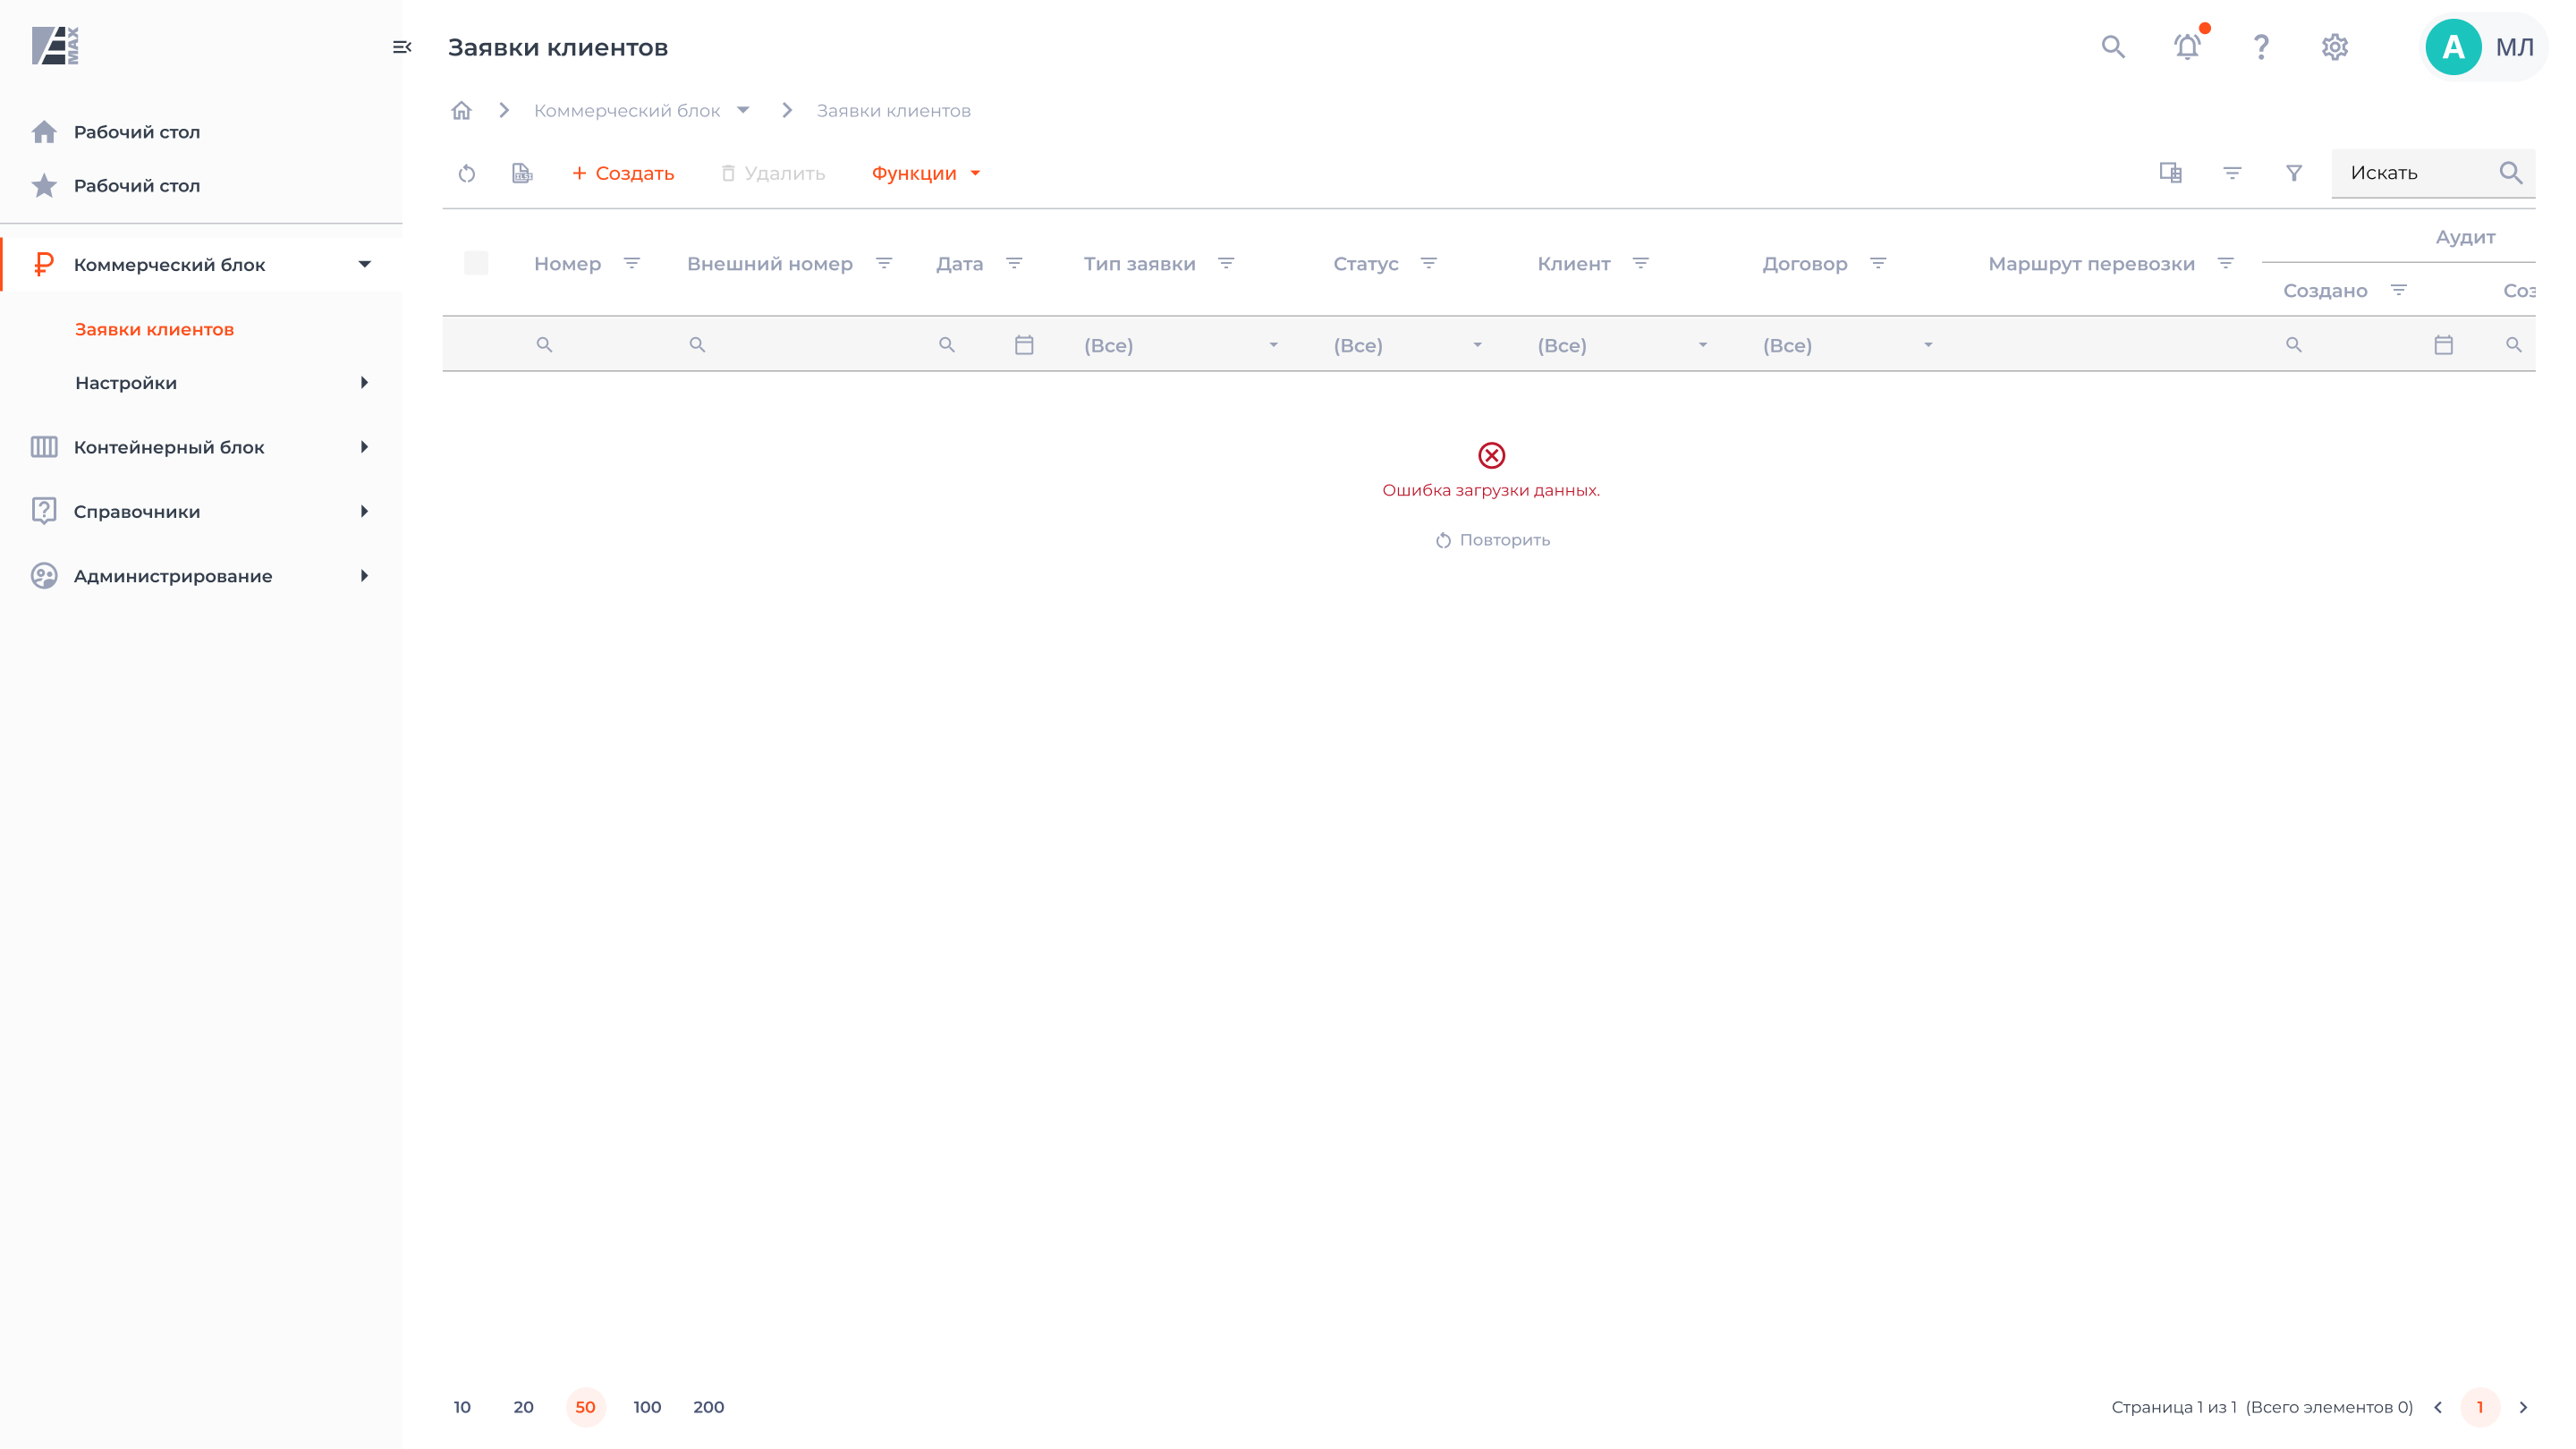 MAX
Заявки клиентов
А МЛ
Рабочий стол
Рабочий стол
Коммерческий блок
Заявки клиентов
Настройки
Контейнерный блок
Справочники
Администрирование
Коммерческий блок
Заявки клиентов
+ Создать
Удалить
Функции
Искать
Номер
Внешний номер
Дата
Тип заявки
Статус
Клиент
Договор
Маршрут перевозки
Аудит
Создано
Соз
(Все)
(Все)
(Все)
(Все)
Ошибка загрузки данных.
Повторить
10 20 50 100 200
Страница 1 из 1 (Всего элементов 0) 1